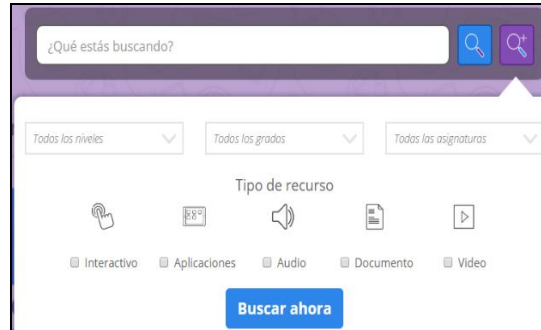 ¿Qué estás buscando?
Todos los niveles Todos los grados Todas las asignaturas
Tipo de recurso
Interactivo Aplicaciones Audio Documento Video
Buscar ahora